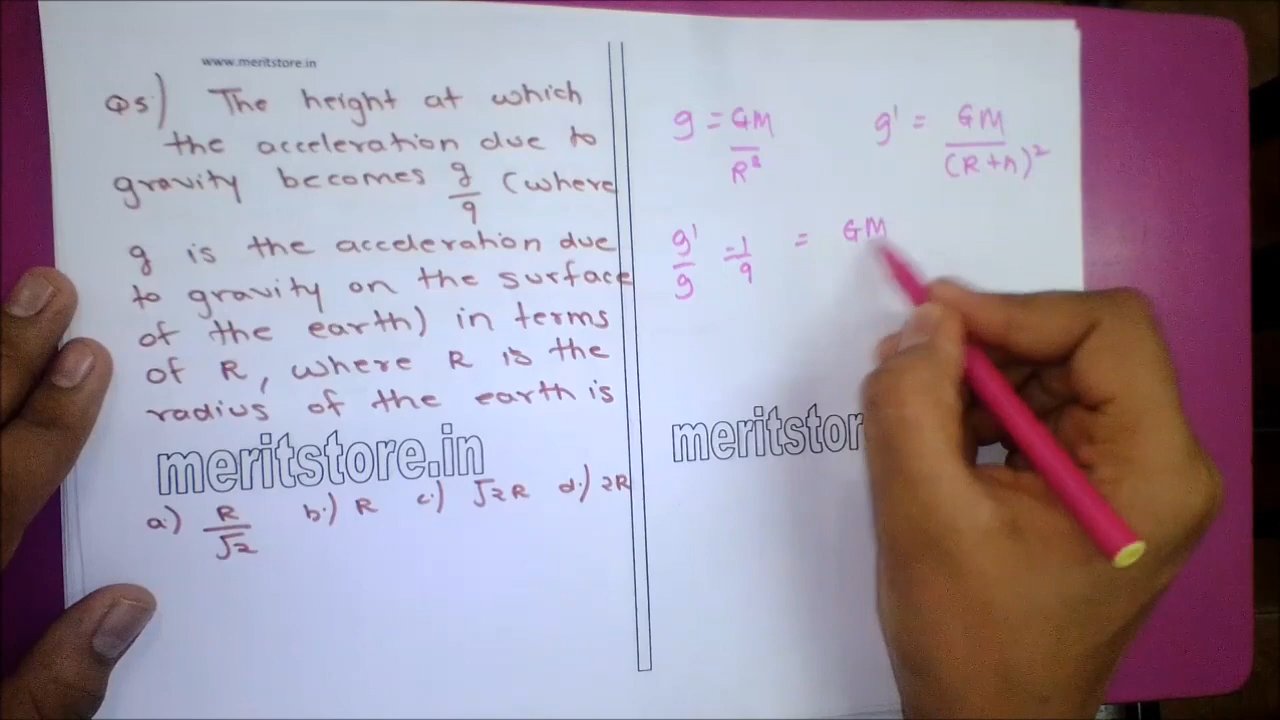 www.meritstore.in
Q5) The height at which
the acceleration due to
gravity becomes g/9 (where
g is the acceleration due
to gravity on the surface
of the earth) in terms
of R, where R is the
radius of the earth is
meritstore.in
a.) R/√2 b.) R c.) √2R d.) 2R
g = GM/R² g' = GM/(R+h)²
g'/g = 1/9 = GM
meritstor